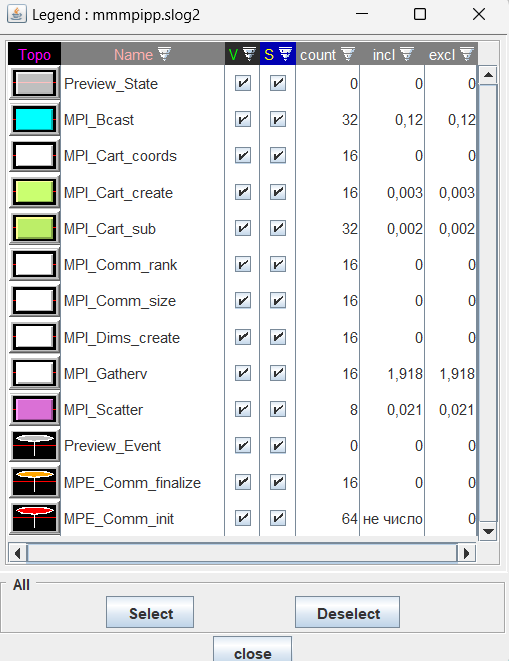 Legend : mmmpipp.slog2
Topo Name V S count incl excl
Preview_State 0 0 0
MPI_Bcast 32 0,12 0,12
MPI_Cart_coords 16 0 0
MPI_Cart_create 16 0,003 0,003
MPI_Cart_sub 32 0,002 0,002
MPI_Comm_rank 16 0 0
MPI_Comm_size 16 0 0
MPI_Dims_create 16 0 0
MPI_Gatherv 16 1,918 1,918
MPI_Scatter 8 0,021 0,021
Preview_Event 0 0 0
MPE_Comm_finalize 16 0 0
MPE_Comm_init 64 не число 0
All
Select Deselect
close